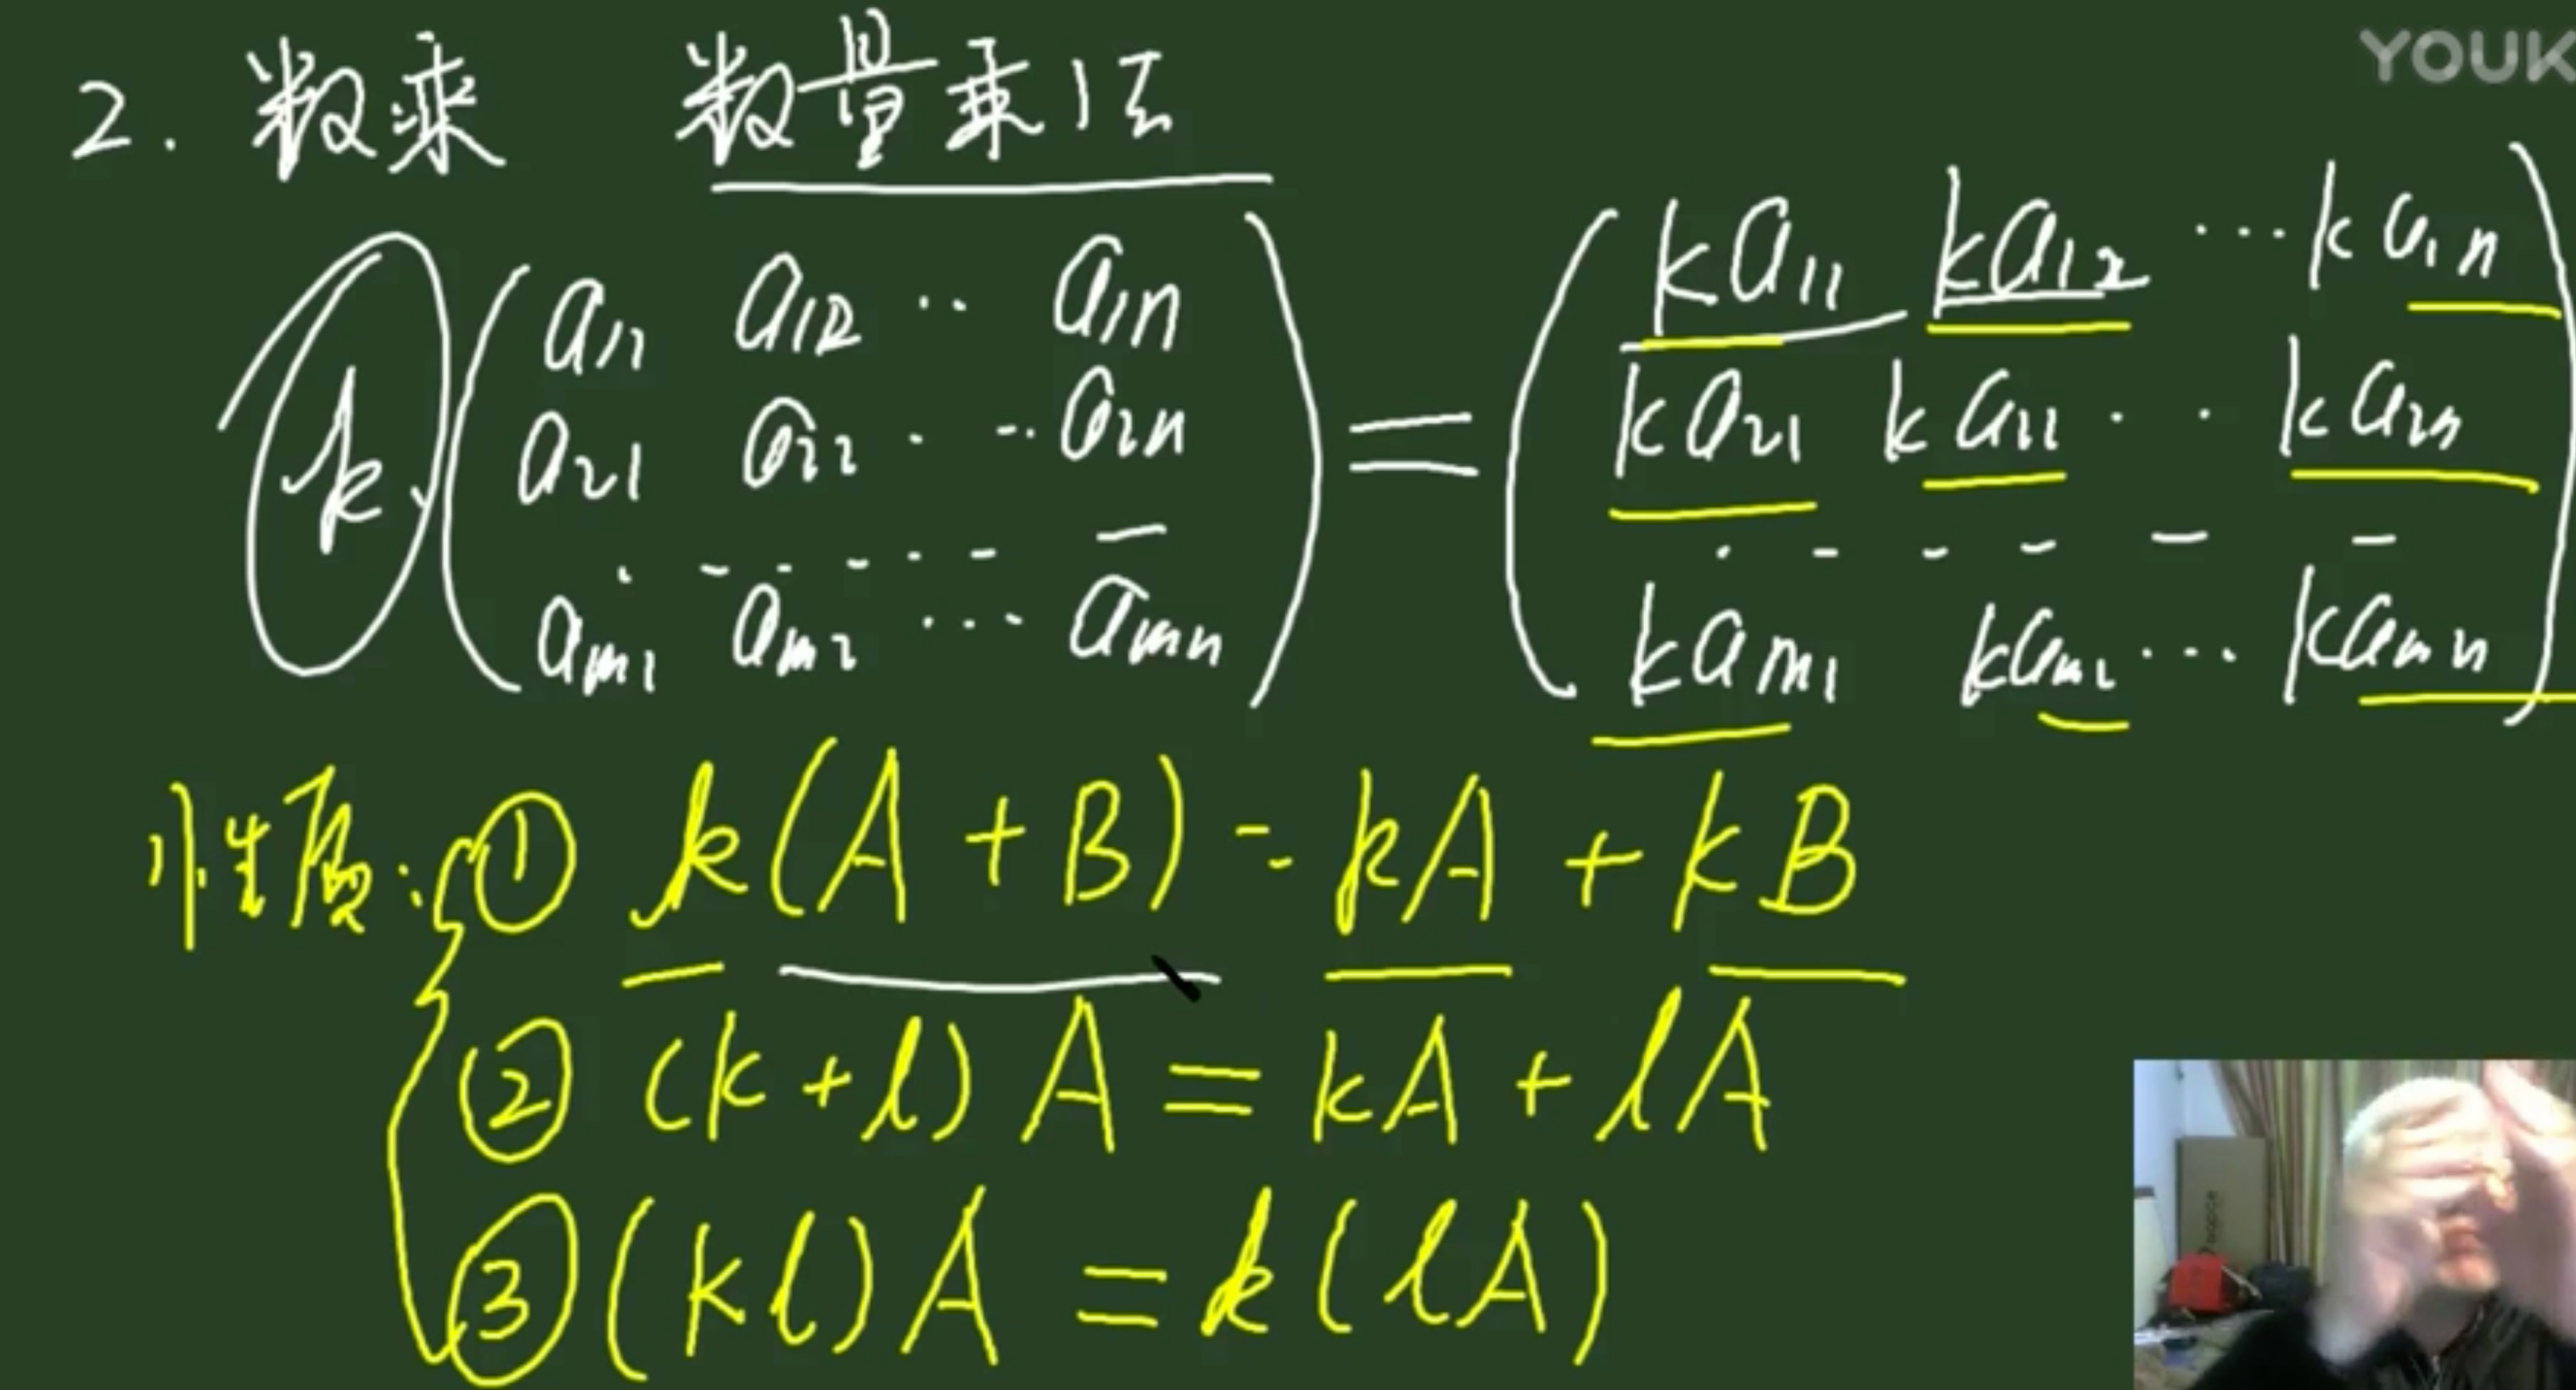 2. 数乘 数量乘法
YOUK
k ( a11 a12 ·· a1n ) = ( ka11 ka12 ··· ka1n )
a21 a22 · -· a2n ka21 ka22 · · ka2n
· - - - - - — · - - - - -
am1 am2 ··· amn kam1 kam2 ··· kamn
性质: ① k(A+B) = kA + kB
② (k+l)A = kA + lA
③ (kl)A = k(lA)